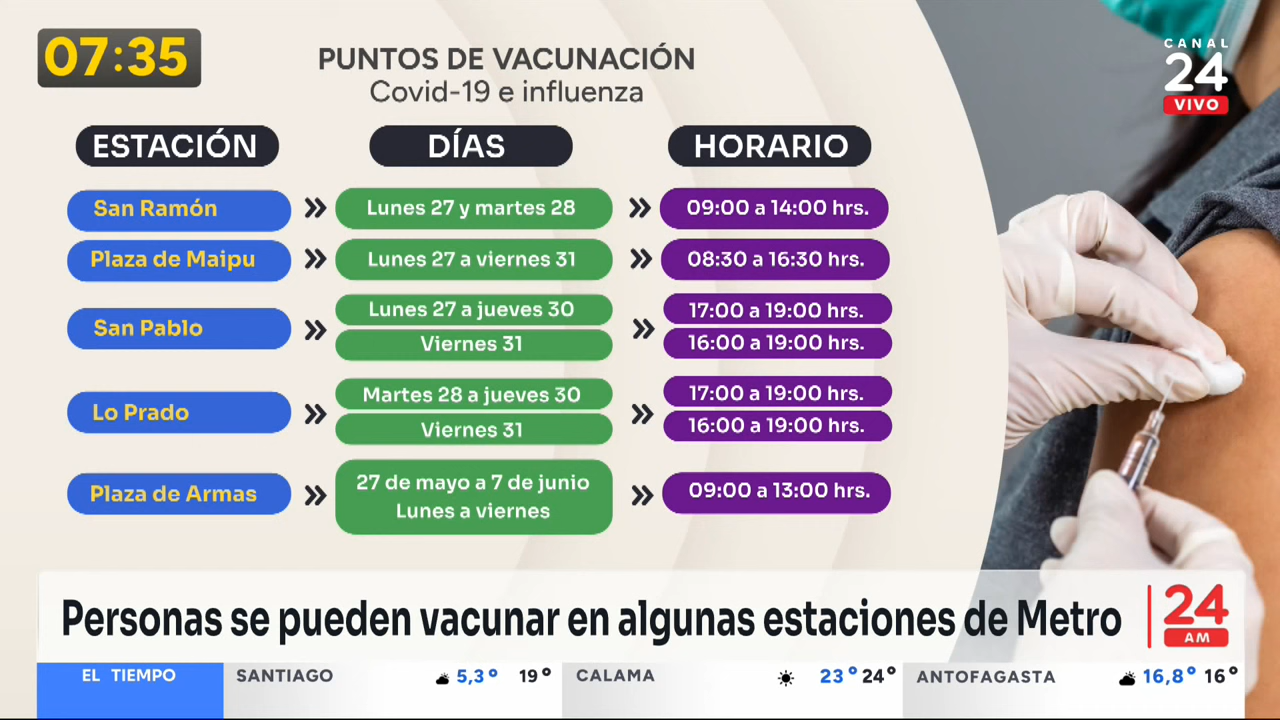 07:35
PUNTOS DE VACUNACIÓN
Covid-19 e influenza
CANAL
24
VIVO
ESTACIÓN DÍAS HORARIO
San Ramón » Lunes 27 y martes 28 » 09:00 a 14:00 hrs.
Plaza de Maipu » Lunes 27 a viernes 31 » 08:30 a 16:30 hrs.
San Pablo » Lunes 27 a jueves 30 » 17:00 a 19:00 hrs.
Viernes 31 16:00 a 19:00 hrs.
Lo Prado » Martes 28 a jueves 30 » 17:00 a 19:00 hrs.
Viernes 31 16:00 a 19:00 hrs.
Plaza de Armas » 27 de mayo a 7 de junio » 09:00 a 13:00 hrs.
Lunes a viernes
Personas se pueden vacunar en algunas estaciones de Metro
24
AM
EL TIEMPO SANTIAGO 5,3° 19° CALAMA 23° 24° ANTOFAGASTA 16,8° 16°